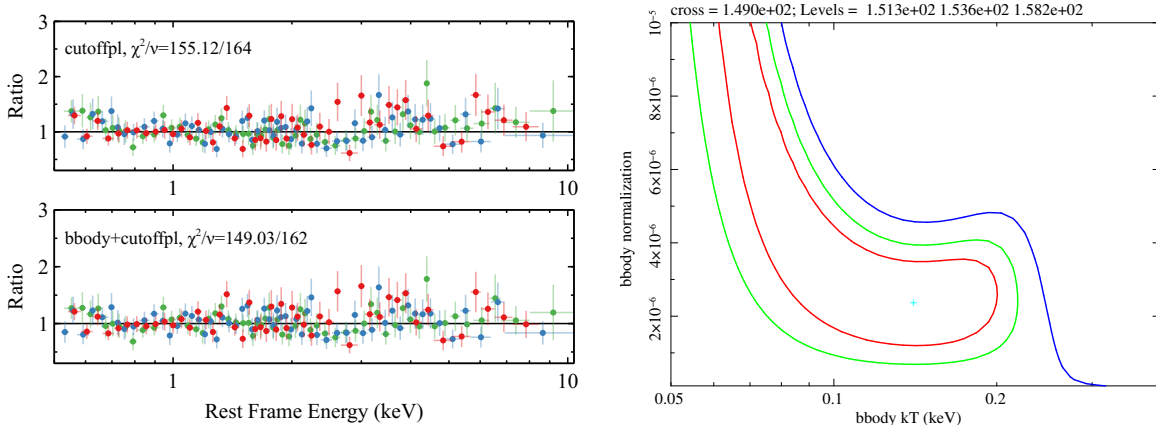 3
cutoffpl, χ²/ν=155.12/164
2
Ratio
1
1
10
3
bbody+cutoffpl, χ²/ν=149.03/162
2
Ratio
1
1
10
Rest Frame Energy (keV)
cross = 1.490e+02; Levels = 1.513e+02 1.536e+02 1.582e+02
10⁻⁵
8×10⁻⁶
6×10⁻⁶
bbody normalization
4×10⁻⁶
2×10⁻⁶
0.05
0.1
0.2
bbody kT (keV)